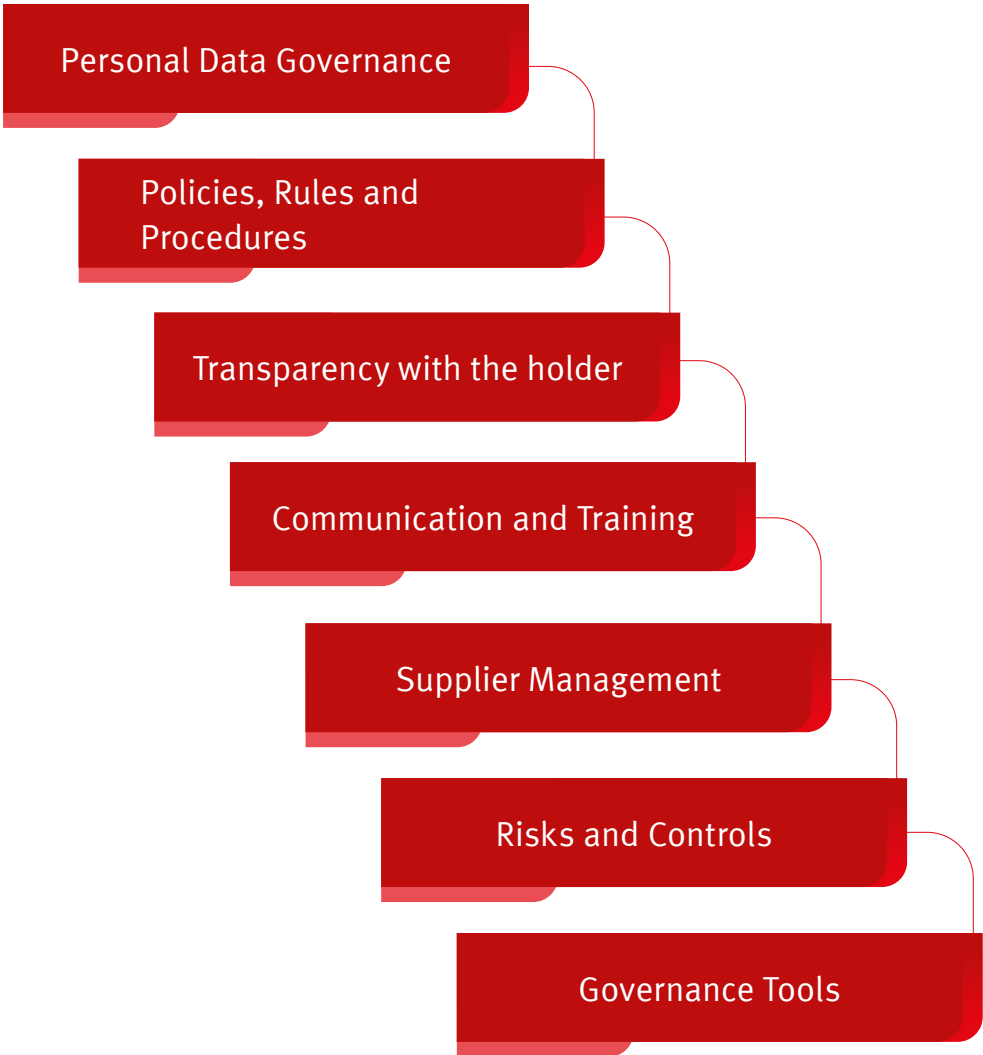 Personal Data Governance
Policies, Rules and
Procedures
Transparency with the holder
Communication and Training
Supplier Management
Risks and Controls
Governance Tools